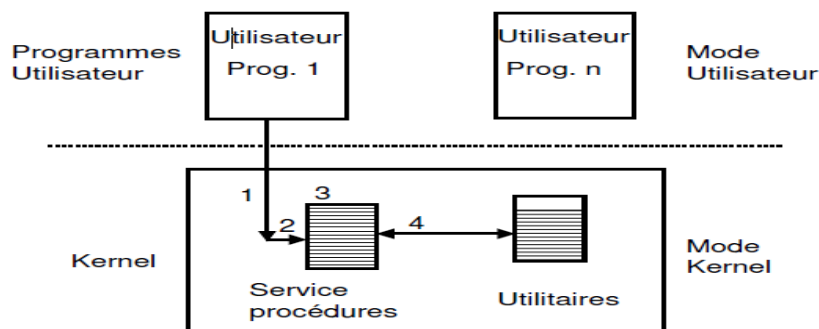 Programmes
Utilisateur
Utilisateur
Prog. 1
Utilisateur
Prog. n
Mode
Utilisateur
1
2
3
4
Kernel
Service
procédures
Utilitaires
Mode
Kernel